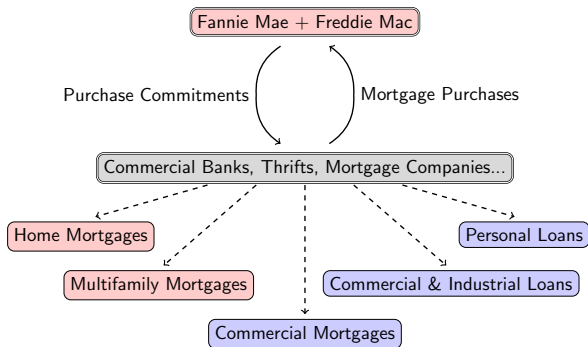 Fannie Mae + Freddie Mac
Purchase Commitments
Mortgage Purchases
Commercial Banks, Thrifts, Mortgage Companies...
Home Mortgages
Personal Loans
Multifamily Mortgages
Commercial & Industrial Loans
Commercial Mortgages